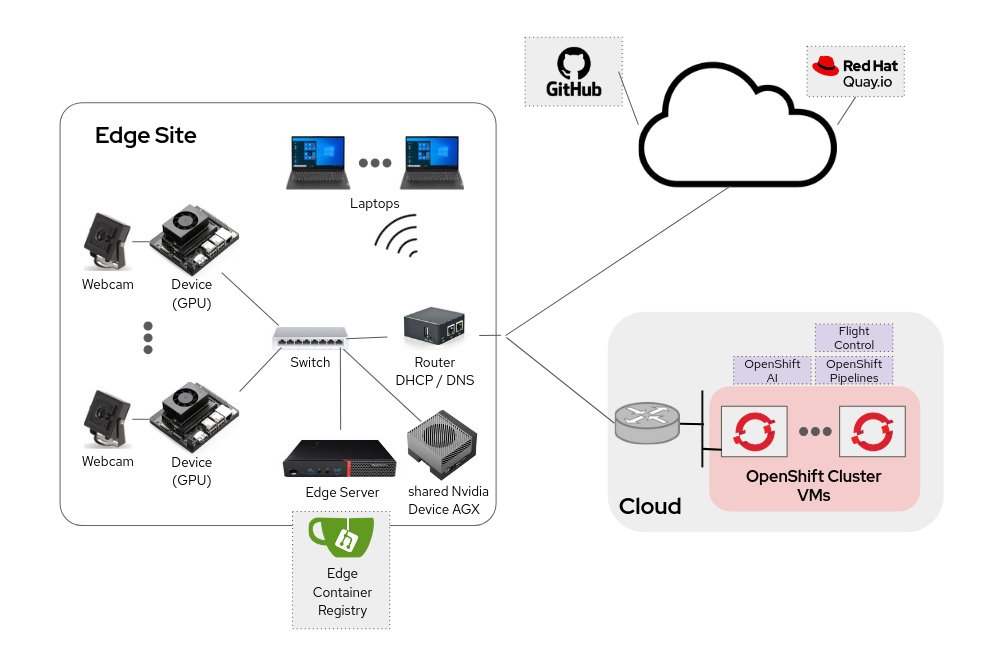 GitHub
Red Hat
Quay.io
Edge Site
Laptops
Webcam
Device
(GPU)
Switch
Router
DHCP / DNS
Webcam
Device
(GPU)
Edge Server
shared Nvidia
Device AGX
Edge
Container
Registry
Flight
Control
OpenShift
AI
OpenShift
Pipelines
OpenShift Cluster
VMs
Cloud